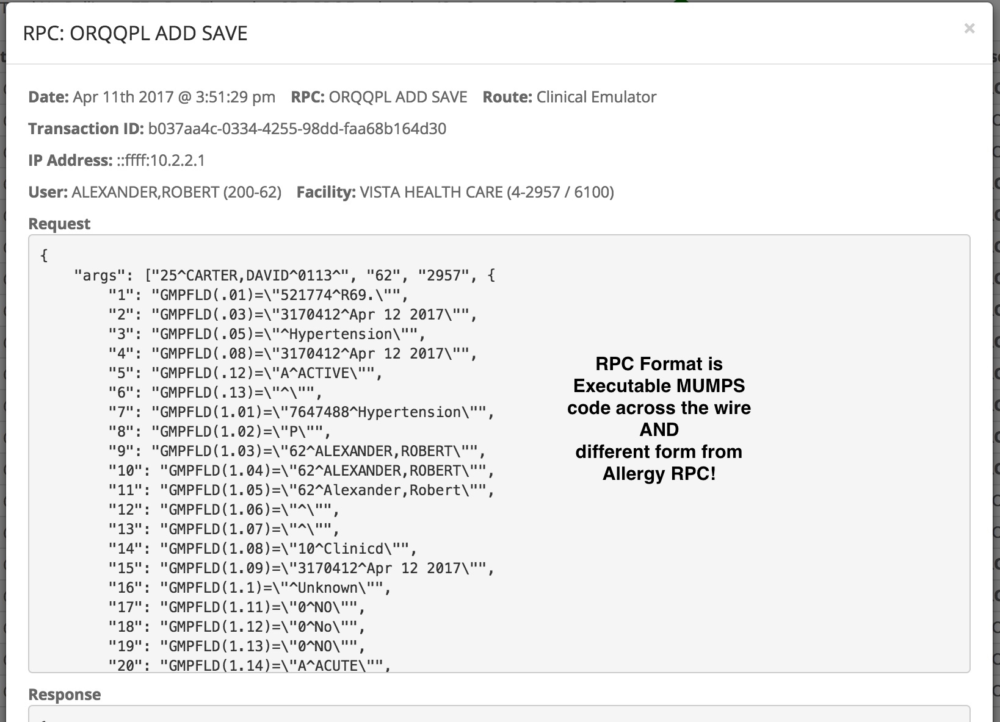 RPC: ORQQPL ADD SAVE
×
Date: Apr 11th 2017 @ 3:51:29 pm RPC: ORQQPL ADD SAVE Route: Clinical Emulator
Transaction ID: b037aa4c-0334-4255-98dd-faa68b164d30
IP Address: ::ffff:10.2.2.1
User: ALEXANDER,ROBERT (200-62) Facility: VISTA HEALTH CARE (4-2957 / 6100)
Request
{
"args": ["25^CARTER,DAVID^0113^", "62", "2957", {
"1": "GMPFLD(.01)=\"521774^R69.\"",
"2": "GMPFLD(.03)=\"3170412^Apr 12 2017\"",
"3": "GMPFLD(.05)=\"^Hypertension\"",
"4": "GMPFLD(.08)=\"3170412^Apr 12 2017\"",
"5": "GMPFLD(.12)=\"A^ACTIVE\"",
"6": "GMPFLD(.13)=\"^\"",
"7": "GMPFLD(1.01)=\"7647488^Hypertension\"",
"8": "GMPFLD(1.02)=\"P\"",
"9": "GMPFLD(1.03)=\"62^ALEXANDER,ROBERT\"",
"10": "GMPFLD(1.04)=\"62^ALEXANDER,ROBERT\"",
"11": "GMPFLD(1.05)=\"62^Alexander,Robert\"",
"12": "GMPFLD(1.06)=\"^\"",
"13": "GMPFLD(1.07)=\"^\"",
"14": "GMPFLD(1.08)=\"10^Clinicd\"",
"15": "GMPFLD(1.09)=\"3170412^Apr 12 2017\"",
"16": "GMPFLD(1.1)=\"^Unknown\"",
"17": "GMPFLD(1.11)=\"0^NO\"",
"18": "GMPFLD(1.12)=\"0^No\"",
"19": "GMPFLD(1.13)=\"0^NO\"",
"20": "GMPFLD(1.14)=\"A^ACUTE\"",
RPC Format is
Executable MUMPS
code across the wire
AND
different form from
Allergy RPC!
Response